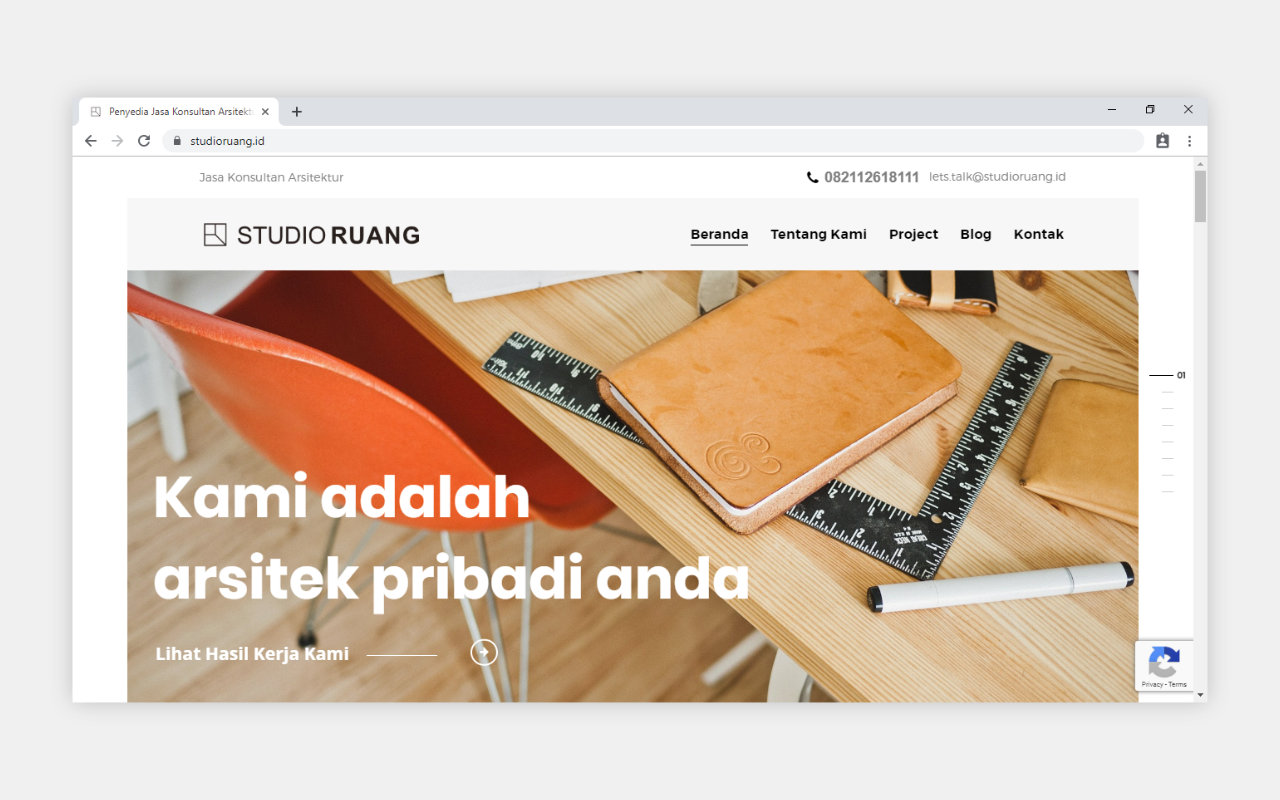 Penyedia Jasa Konsultan Arsitekt
studioruang.id
Jasa Konsultan Arsitektur
082112618111 lets.talk@studioruang.id
STUDIO RUANG
Beranda Tentang Kami Project Blog Kontak
01
Kami adalah
arsitek pribadi anda
Lihat Hasil Kerja Kami
Privacy - Terms